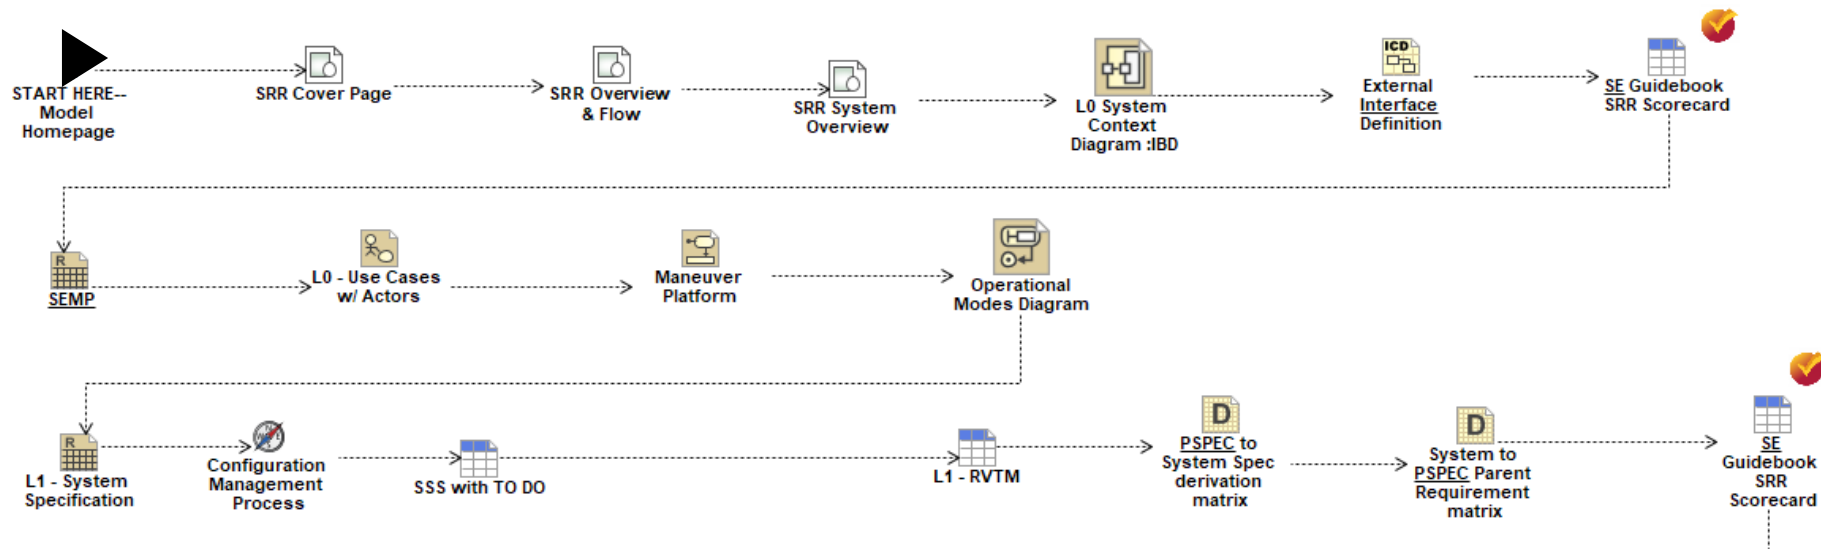 START HERE--
Model
Homepage
SRR Cover Page
SRR Overview
& Flow
SRR System
Overview
L0 System
Context
Diagram :IBD
ICD
External
Interface
Definition
SE Guidebook
SRR Scorecard
R
SEMP
L0 - Use Cases
w/ Actors
Maneuver
Platform
Operational
Modes Diagram
R
L1 - System
Specification
Configuration
Management
Process
SSS with TO DO
L1 - RVTM
D
PSPEC to
System Spec
derivation
matrix
D
System to
PSPEC Parent
Requirement
matrix
SE
Guidebook
SRR
Scorecard